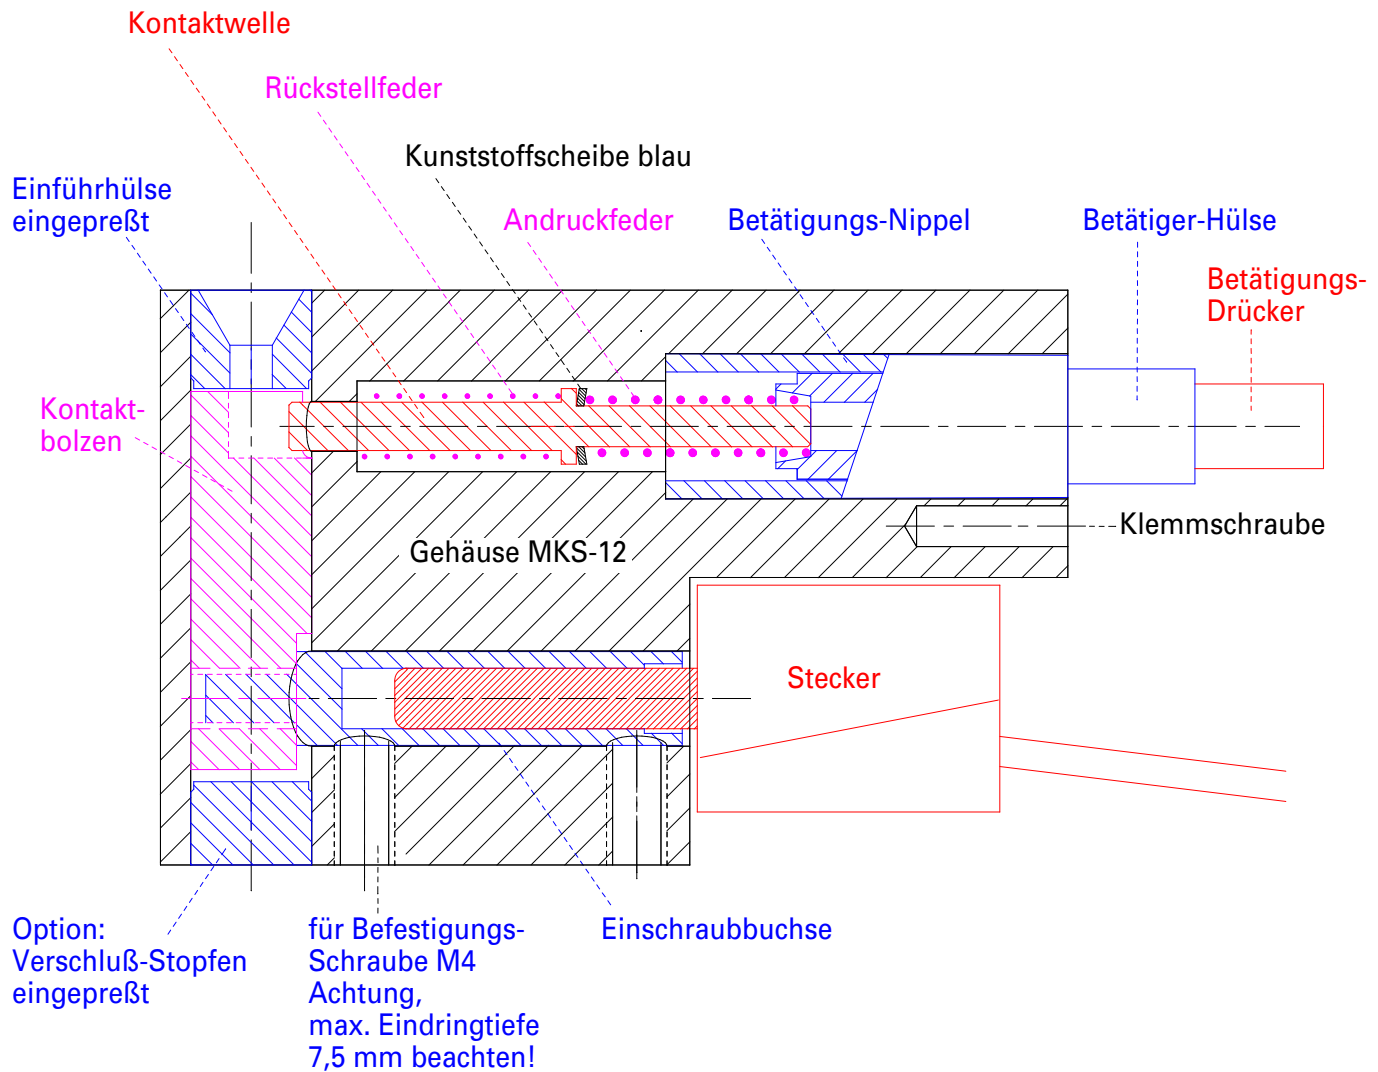 Kontaktwelle
Rückstellfeder
Kunststoffscheibe blau
Einführhülse
eingepreßt
Andruckfeder
Betätigungs-Nippel
Betätiger-Hülse
Betätigungs-
Drücker
Kontakt-
bolzen
Klemmschraube
Gehäuse MKS-12
Stecker
Option:
Verschluß-Stopfen
eingepreßt
für Befestigungs-
Schraube M4
Achtung,
max. Eindringtiefe
7,5 mm beachten!
Einschraubbuchse